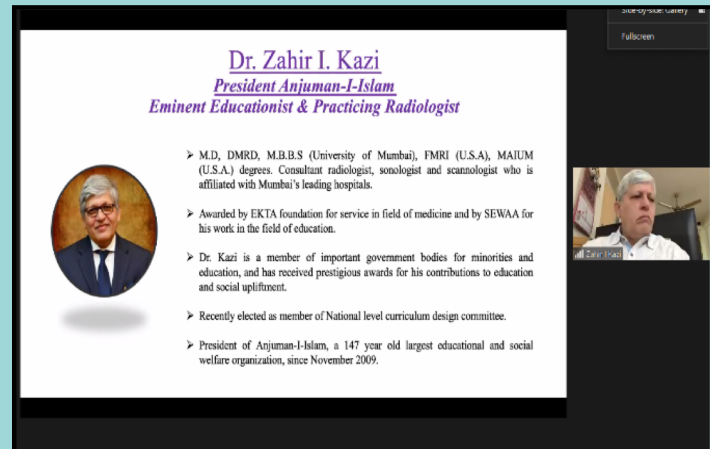 Side-by-side: Gallery
Fullscreen
Dr. Zahir I. Kazi
President Anjuman-I-Islam
Eminent Educationist & Practicing Radiologist
➢ M.D, DMRD, M.B.B.S (University of Mumbai), FMRI (U.S.A), MAIUM
(U.S.A.) degrees. Consultant radiologist, sonologist and scannologist who is
affiliated with Mumbai's leading hospitals.
➢ Awarded by EKTA foundation for service in field of medicine and by SEWAA for
his work in the field of education.
➢ Dr. Kazi is a member of important government bodies for minorities and
education, and has received prestigious awards for his contributions to education
and social upliftment.
➢ Recently elected as member of National level curriculum design committee.
➢ President of Anjuman-I-Islam, a 147 year old largest educational and social
welfare organization, since November 2009.
Zahir I Kazi